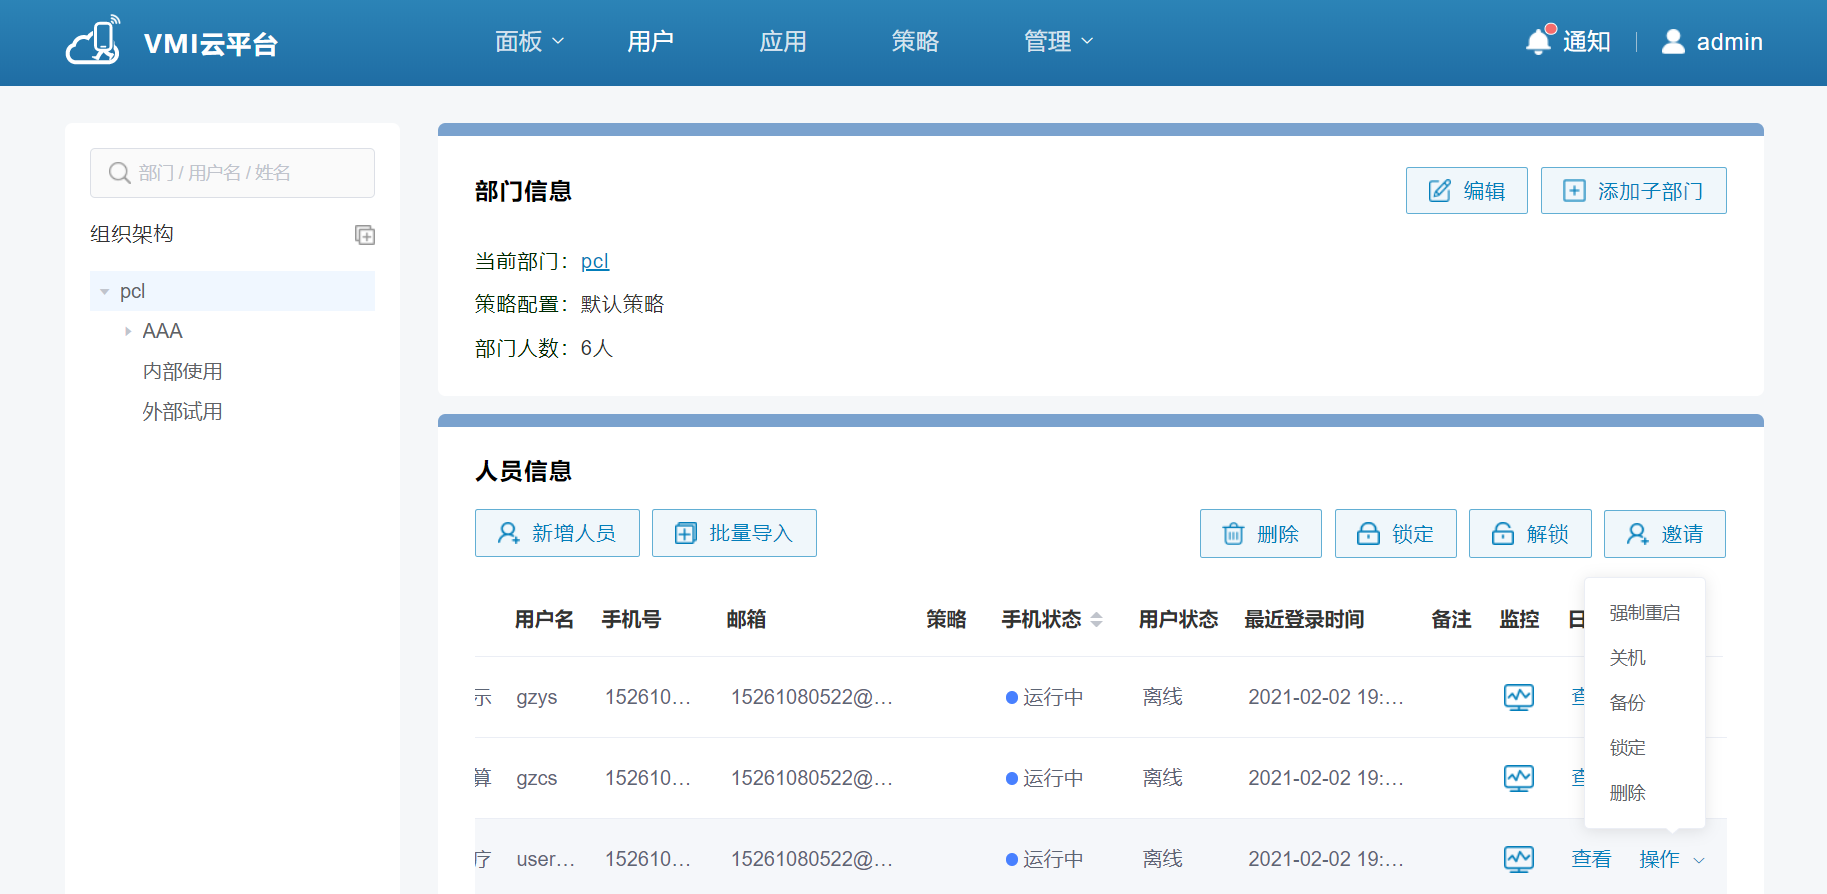 VMI云平台 面板 用户 应用 策略 管理 通知 admin
部门 / 用户名 / 姓名
组织架构
pcl
AAA
内部使用
外部试用
部门信息 编辑 添加子部门
当前部门： pcl
策略配置： 默认策略
部门人数： 6人
人员信息
新增人员 批量导入 删除 锁定 解锁 邀请
用户名 手机号 邮箱 策略 手机状态 用户状态 最近登录时间 备注 监控 日
示 gzys 152610... 15261080522@... 运行中 离线 2021-02-02 19:... 查
算 gzcs 152610... 15261080522@... 运行中 离线 2021-02-02 19:... 查
疗 user... 152610... 15261080522@... 运行中 离线 2021-02-02 19:... 查看 操作
强制重启
关机
备份
锁定
删除